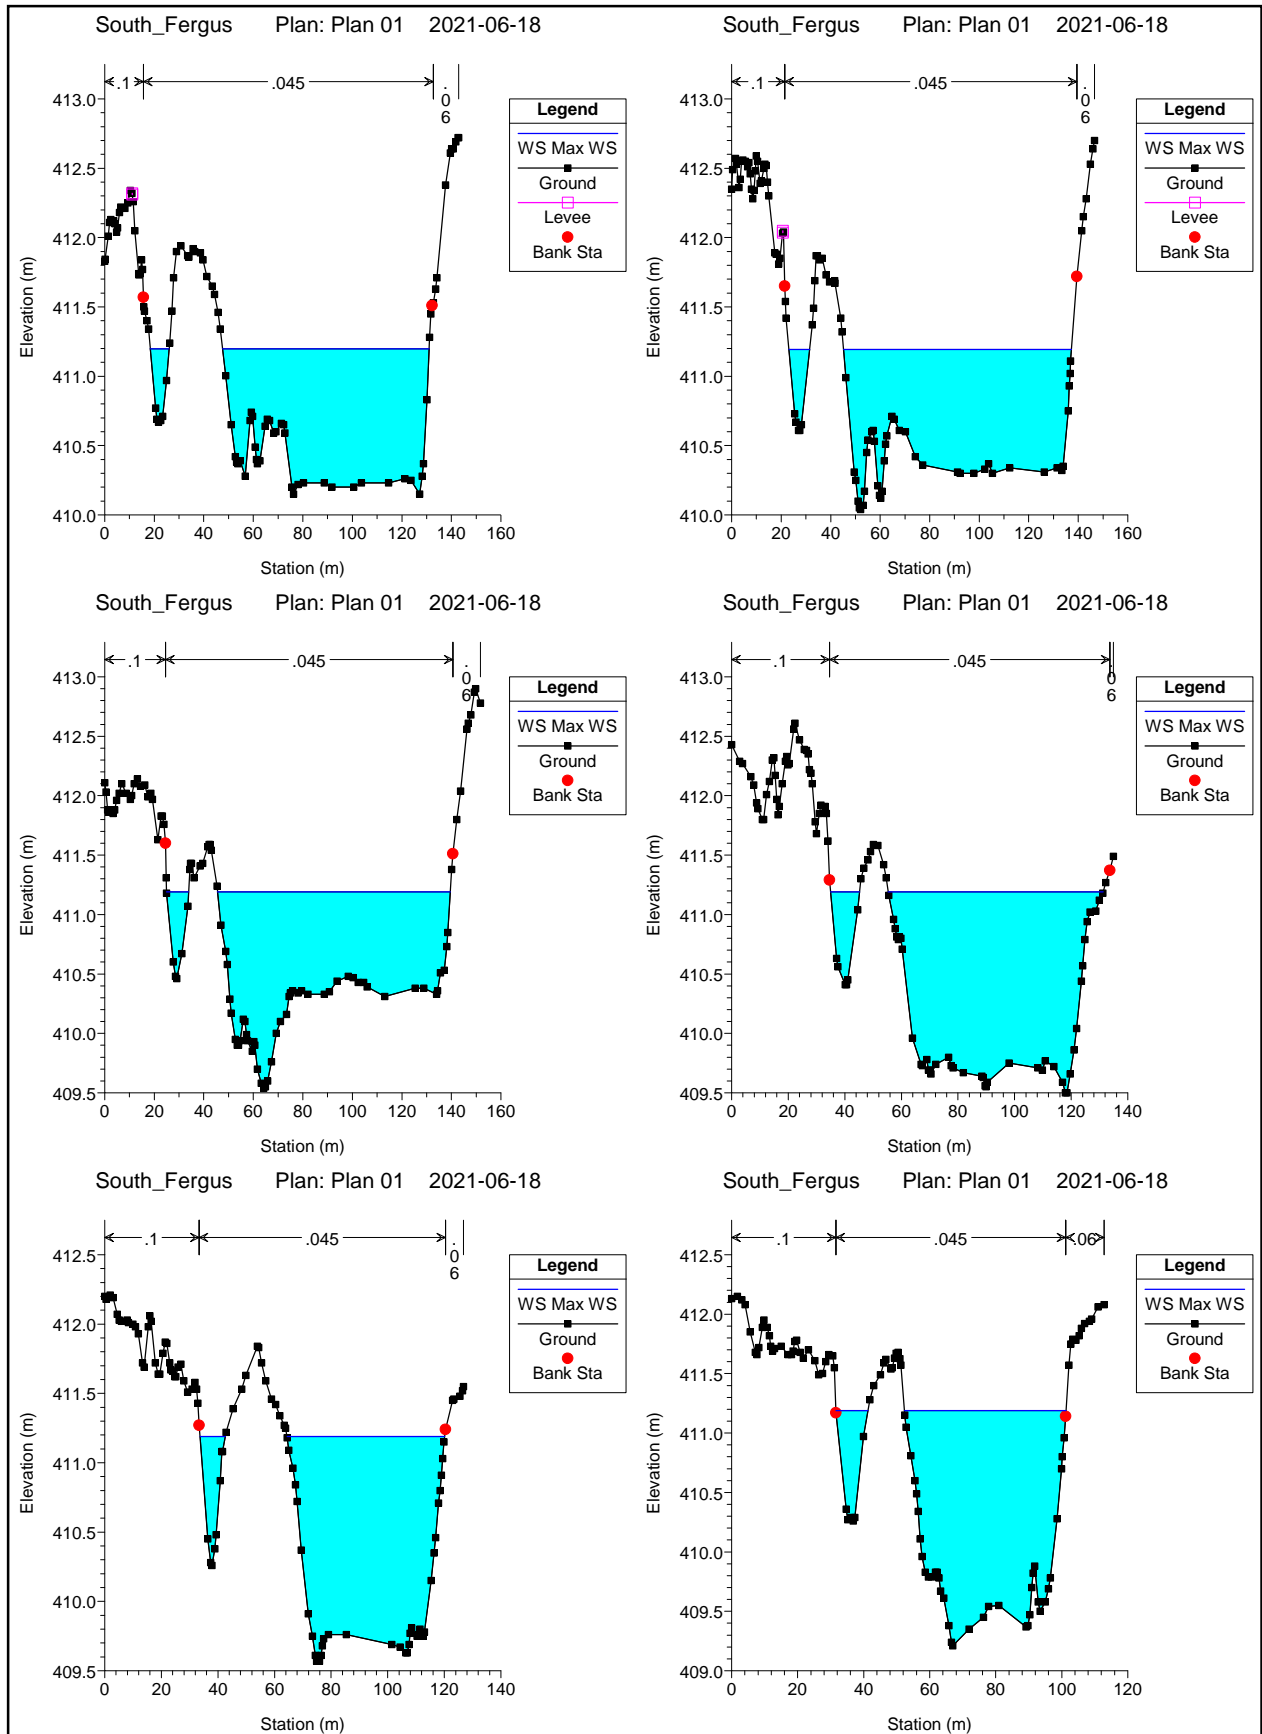 South_Fergus Plan: Plan 01 2021-06-18
.1 .045 .06
413.0
412.5
412.0
411.5
411.0
410.5
410.0
Elevation (m)
0 20 40 60 80 100 120 140 160
Station (m)
Legend
WS Max WS
Ground
Levee
Bank Sta
South_Fergus Plan: Plan 01 2021-06-18
.1 .045 .06
413.0
412.5
412.0
411.5
411.0
410.5
410.0
Elevation (m)
0 20 40 60 80 100 120 140 160
Station (m)
Legend
WS Max WS
Ground
Levee
Bank Sta
South_Fergus Plan: Plan 01 2021-06-18
.1 .045 .06
413.0
412.5
412.0
411.5
411.0
410.5
410.0
409.5
Elevation (m)
0 20 40 60 80 100 120 140 160
Station (m)
Legend
WS Max WS
Ground
Bank Sta
South_Fergus Plan: Plan 01 2021-06-18
.1 .045 .06
413.0
412.5
412.0
411.5
411.0
410.5
410.0
409.5
Elevation (m)
0 20 40 60 80 100 120 140
Station (m)
Legend
WS Max WS
Ground
Bank Sta
South_Fergus Plan: Plan 01 2021-06-18
.1 .045 .06
412.5
412.0
411.5
411.0
410.5
410.0
409.5
Elevation (m)
0 20 40 60 80 100 120 140
Station (m)
Legend
WS Max WS
Ground
Bank Sta
South_Fergus Plan: Plan 01 2021-06-18
.1 .045 .06
412.5
412.0
411.5
411.0
410.5
410.0
409.5
409.0
Elevation (m)
0 20 40 60 80 100 120
Station (m)
Legend
WS Max WS
Ground
Bank Sta